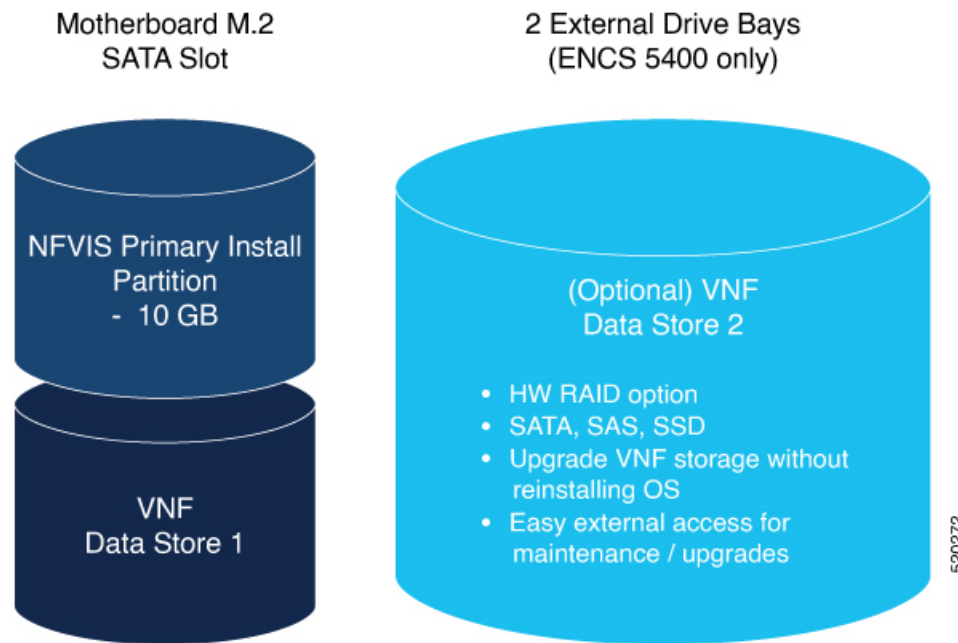 Motherboard M.2
SATA Slot
NFVIS Primary Install
Partition
- 10 GB
VNF
Data Store 1
2 External Drive Bays
(ENCS 5400 only)
(Optional) VNF
Data Store 2
• HW RAID option
• SATA, SAS, SSD
• Upgrade VNF storage without
reinstalling OS
• Easy external access for
maintenance / upgrades